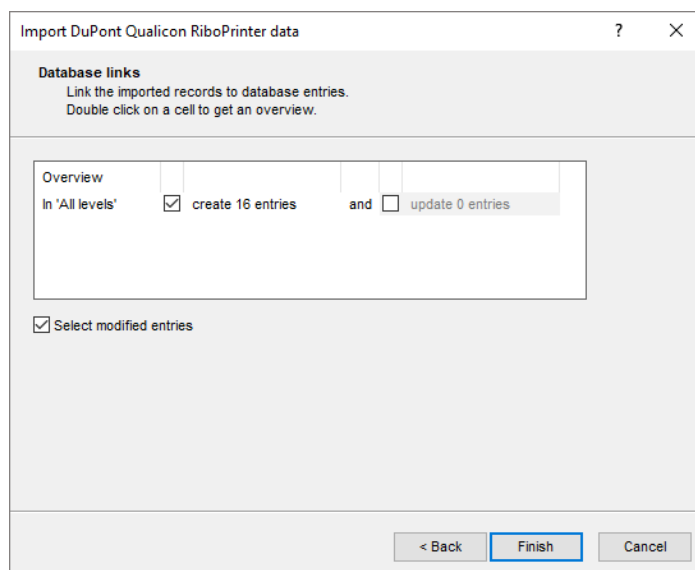 Import DuPont Qualicon RiboPrinter data ? X
Database links
Link the imported records to database entries.
Double click on a cell to get an overview.
Overview
In 'All levels' create 16 entries and update 0 entries
Select modified entries
< Back Finish Cancel